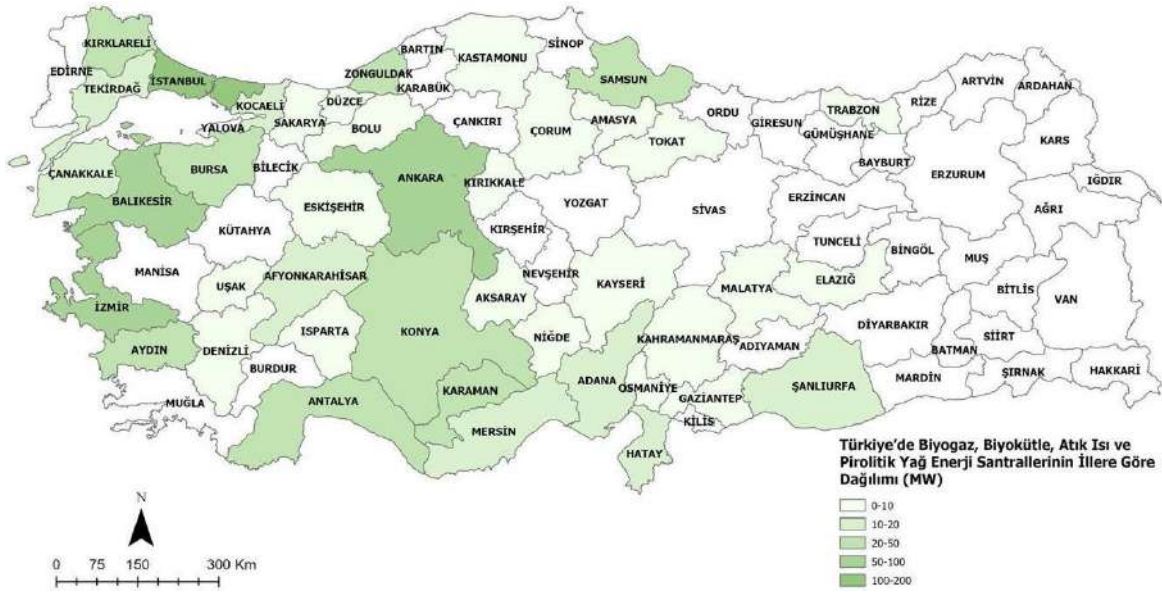 KIRKLARELİ
EDİRNE
TEKİRDAĞ
İSTANBUL
KOCAELİ
YALOVA
SAKARYA
DÜZCE
ZONGULDAK
BARTIN
KARABÜK
KASTAMONU
SİNOP
SAMSUN
ORDU
GİRESUN
TRABZON
RİZE
ARTVİN
ARDAHAN
KARS
IĞDIR
AĞRI
ERZURUM
BAYBURT
GÜMÜŞHANE
ERZİNCAN
TUNCELİ
BİNGÖL
MUŞ
BİTLİS
VAN
HAKKARİ
ŞIRNAK
SİİRT
BATMAN
MARDİN
DİYARBAKIR
ELAZIĞ
MALATYA
ADIYAMAN
ŞANLIURFA
GAZİANTEP
KİLİS
HATAY
OSMANİYE
KAHRAMANMARAŞ
ADANA
MERSİN
KARAMAN
NİĞDE
KAYSERİ
SİVAS
TOKAT
AMASYA
ÇORUM
YOZGAT
ÇANKIRI
KIRIKKALE
KIRŞEHİR
NEVŞEHİR
AKSARAY
ANKARA
KONYA
BOLU
ESKİŞEHİR
BİLECİK
BURSA
ÇANAKKALE
BALIKESİR
KÜTAHYA
MANİSA
UŞAK
AFYONKARAHİSAR
İZMİR
AYDIN
DENİZLİ
ISPARTA
BURDUR
MUĞLA
ANTALYA
N
0 75 150 300 Km
Türkiye’de Biyogaz, Biyokütle, Atık Isı ve
Pirolitik Yağ Enerji Santrallerinin İllere Göre
Dağılımı (MW)
0-10
10-20
20-50
50-100
100-200